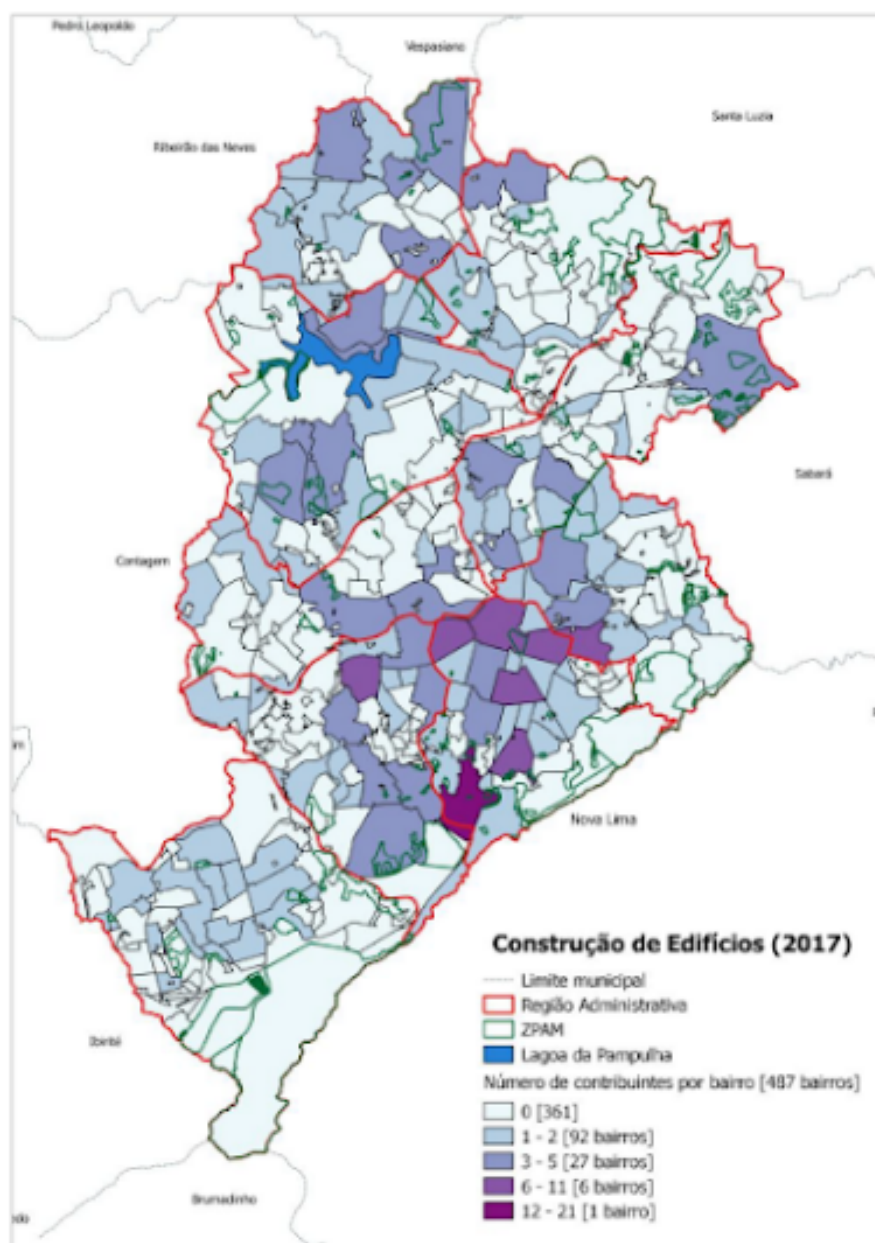 Pedro Leopoldo
Vespasiano
Santa Luzia
Ribeirão das Neves
Sabará
Contagem
Nova Lima
Construção de Edifícios (2017)
Limite municipal
Região Administrativa
ZPAM
Lagoa da Pampulha
Número de contribuintes por bairro [487 bairros]
0 [361]
1 - 2 [92 bairros]
3 - 5 [27 bairros]
6 - 11 [6 bairros]
12 - 21 [1 bairro]
Ibirité
Brumadinho